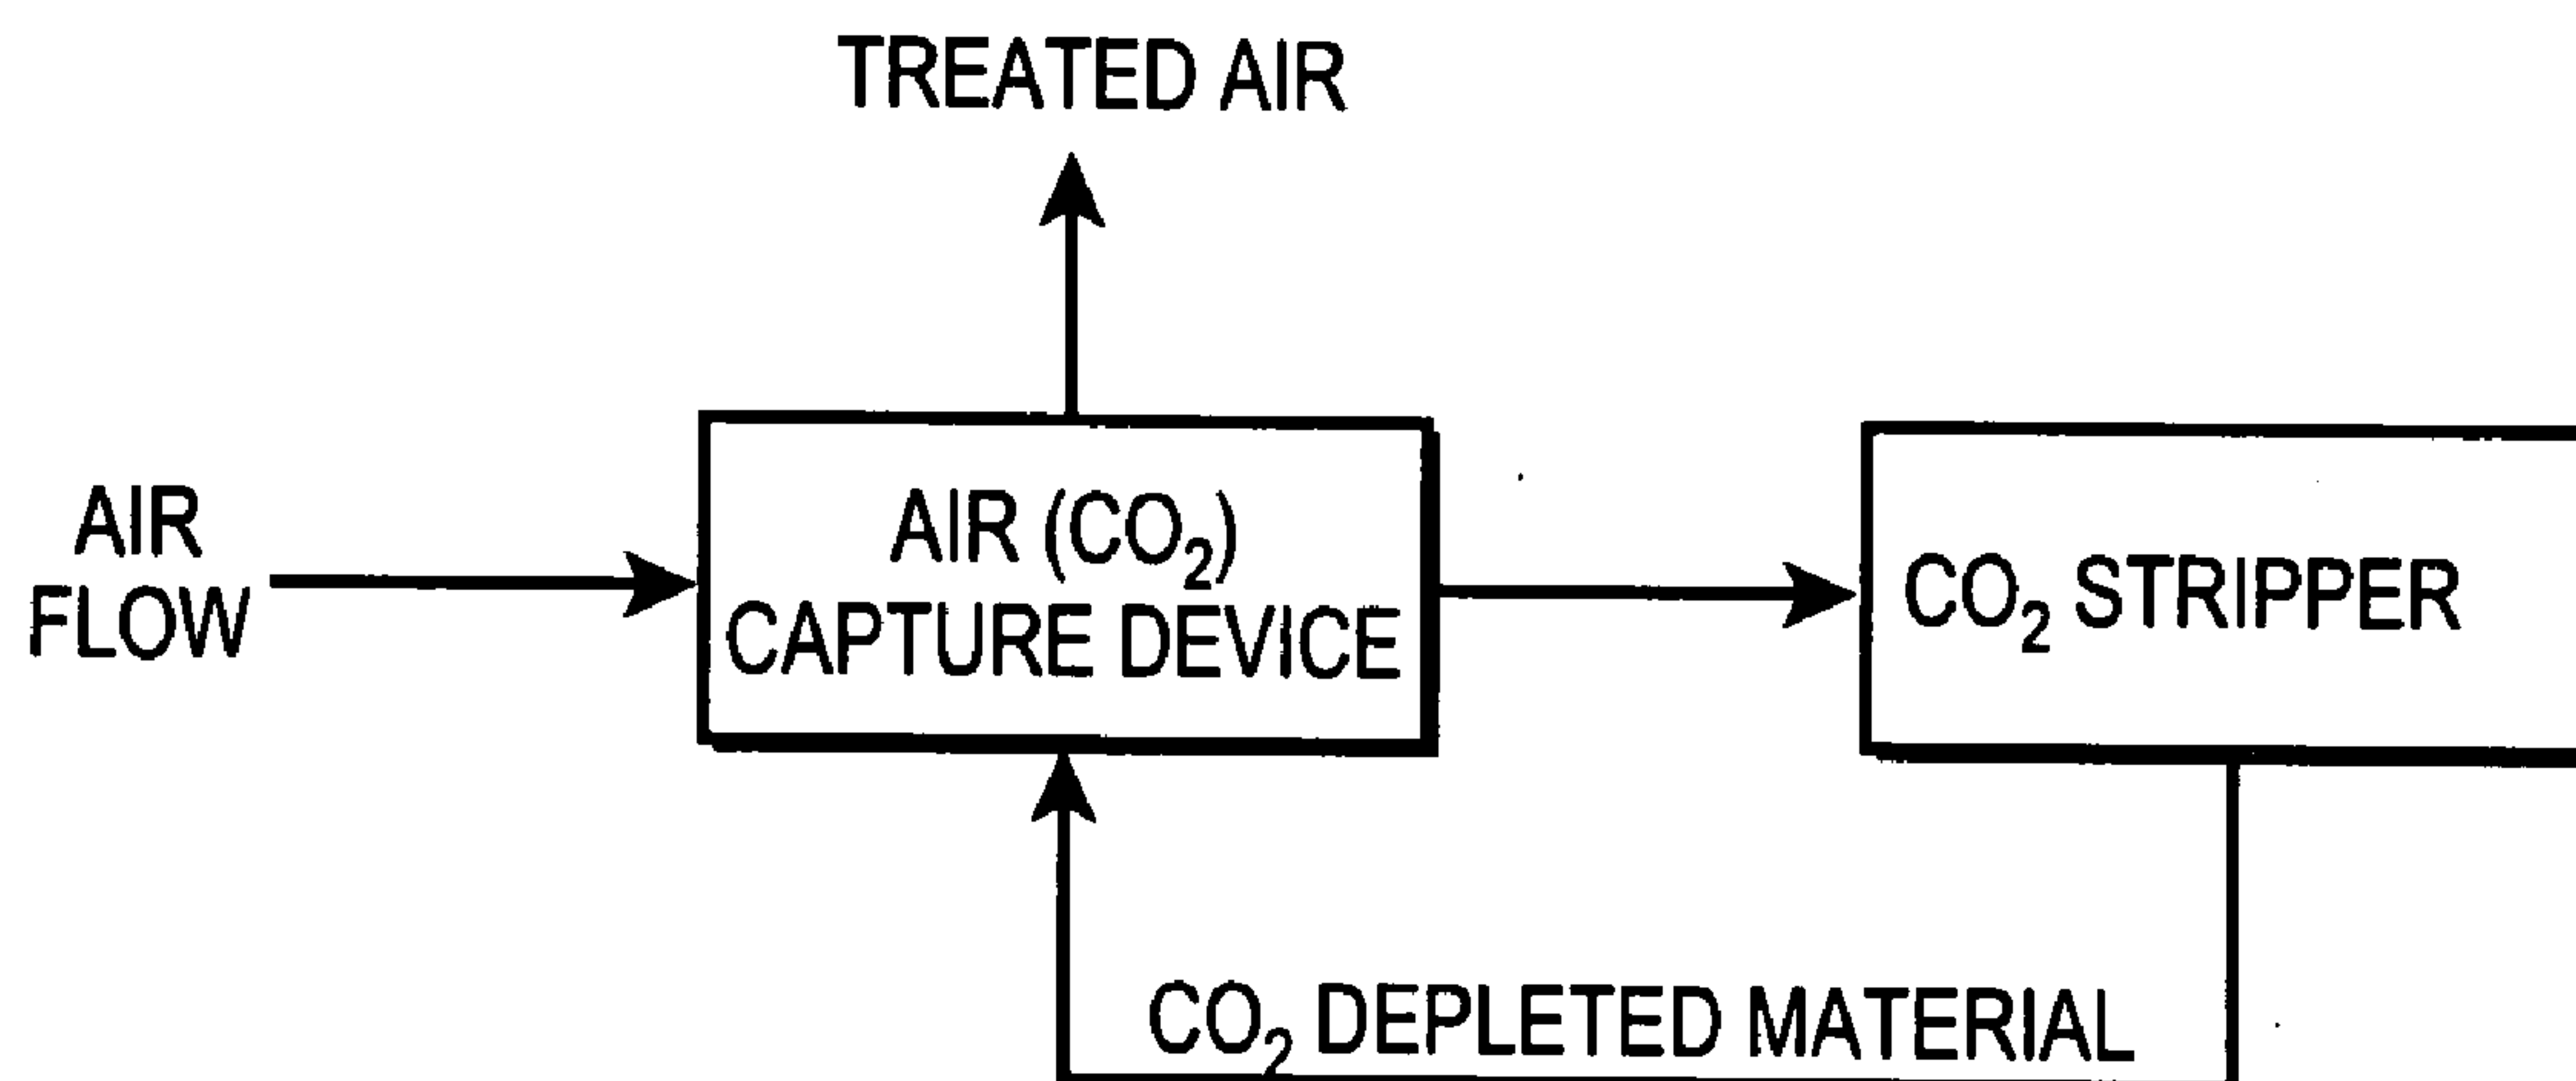 TREATED AIR
AIR
FLOW
AIR (CO₂)
CAPTURE DEVICE
CO₂ STRIPPER
CO₂ DEPLETED MATERIAL